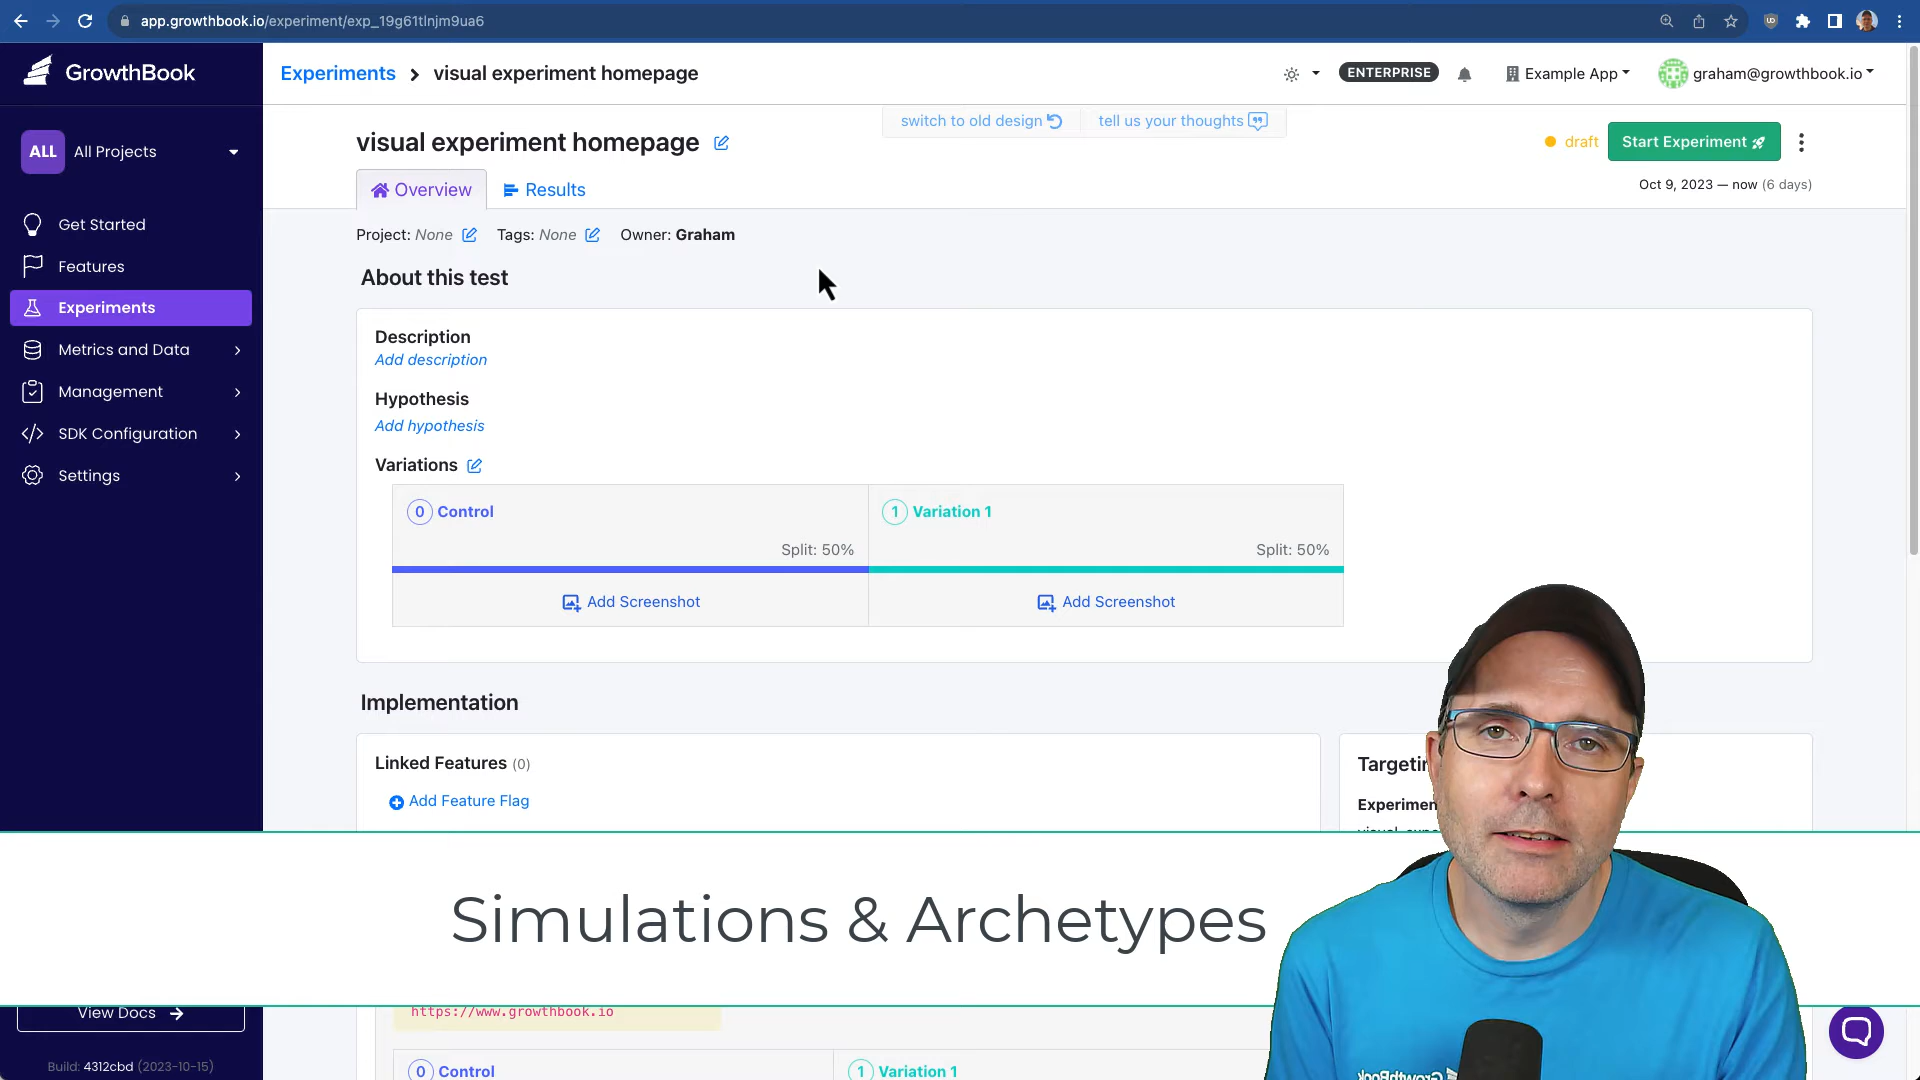 app.growthbook.io/experiment/exp_19g61tlnjm9ua6
GrowthBook
Experiments > visual experiment homepage
ENTERPRISE
Example App
graham@growthbook.io
ALL All Projects
Get Started
Features
Experiments
Metrics and Data
Management
SDK Configuration
Settings
View Docs
Build: 4312cbd (2023-10-15)
switch to old design
tell us your thoughts
visual experiment homepage
draft
Start Experiment
Oct 9, 2023 — now (6 days)
Overview
Results
Project: None
Tags: None
Owner: Graham
About this test
Description
Add description
Hypothesis
Add hypothesis
Variations
0 Control
Split: 50%
Add Screenshot
1 Variation 1
Split: 50%
Add Screenshot
Implementation
Linked Features (0)
Add Feature Flag
Simulations & Archetypes
https://www.growthbook.io
0 Control
1 Variation 1
GrowthBook